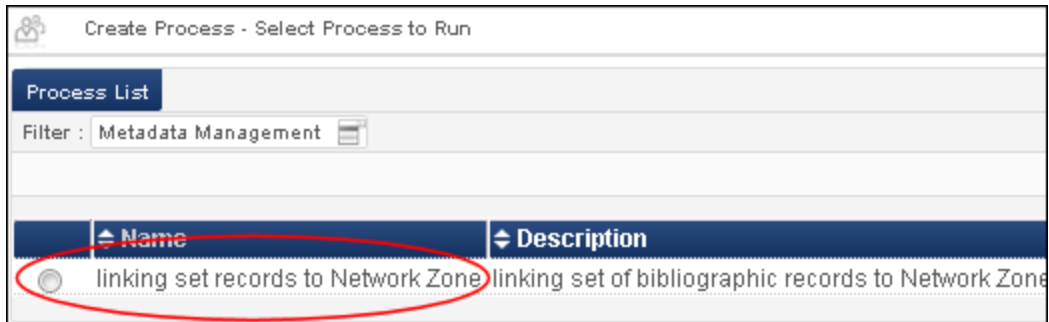 Create Process - Select Process to Run
Process List
Filter : Metadata Management
Name Description
linking set records to Network Zone linking set of bibliographic records to Network Zone